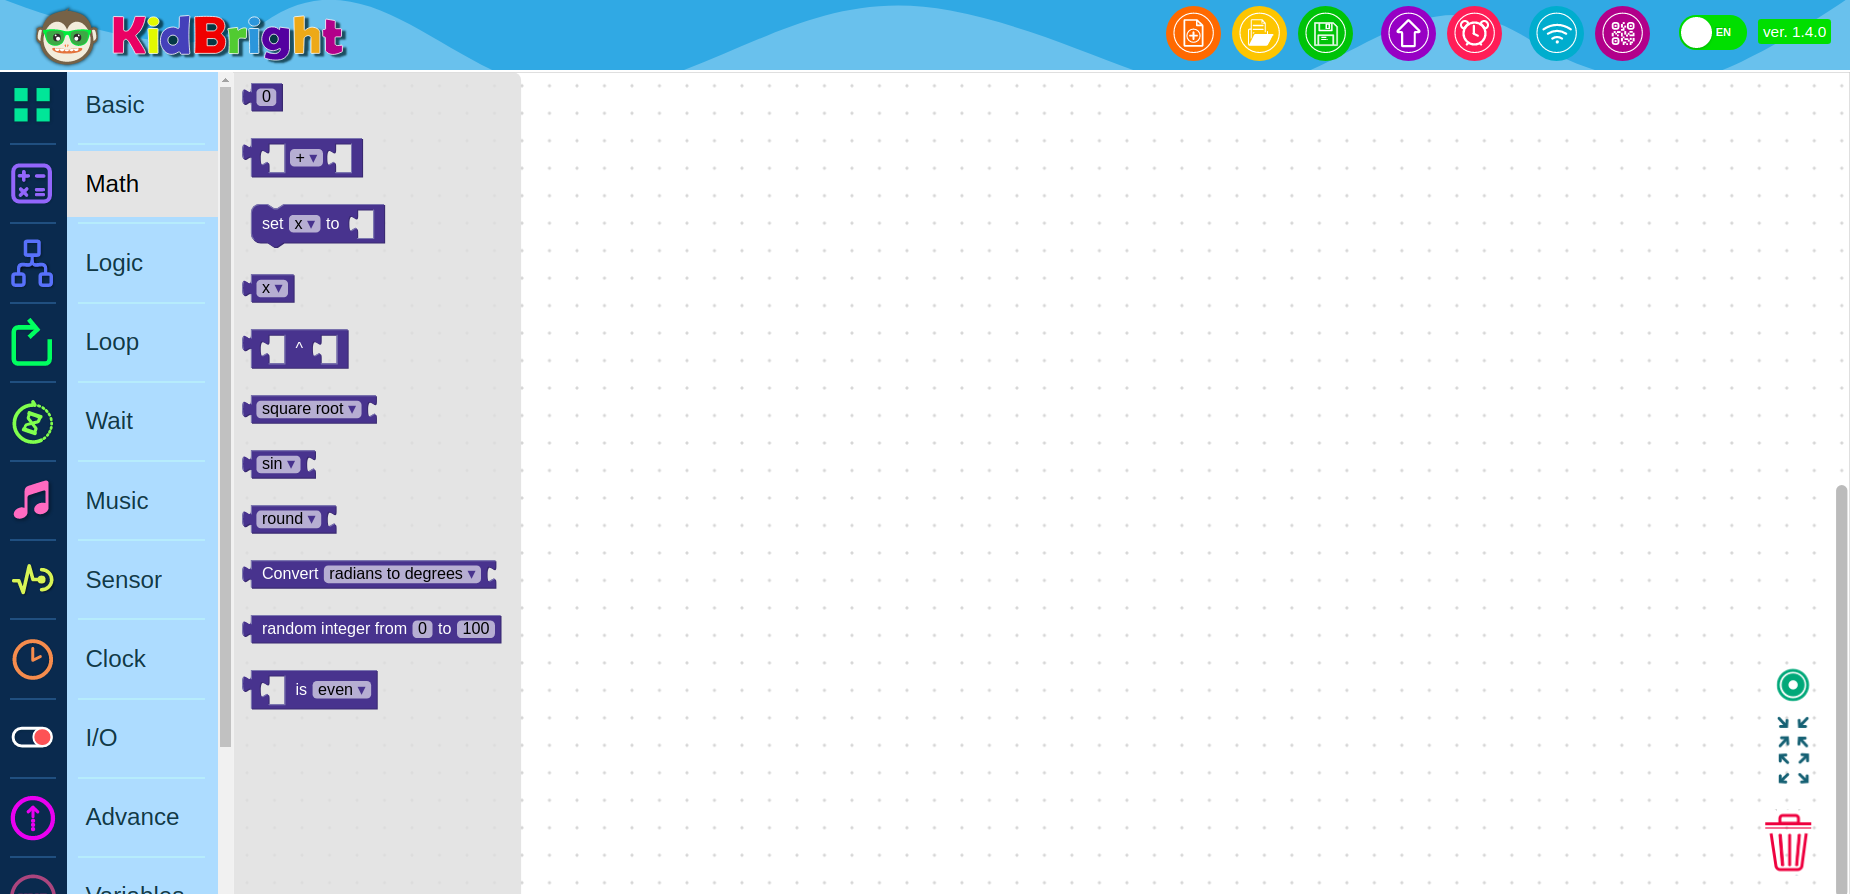 KidBright
EN
ver. 1.4.0
Basic
Math
Logic
Loop
Wait
Music
Sensor
Clock
I/O
Advance
Variables
0
+ ▾
set x ▾ to
x ▾
^
square root ▾
sin ▾
round ▾
Convert radians to degrees ▾
random integer from 0 to 100
is even ▾